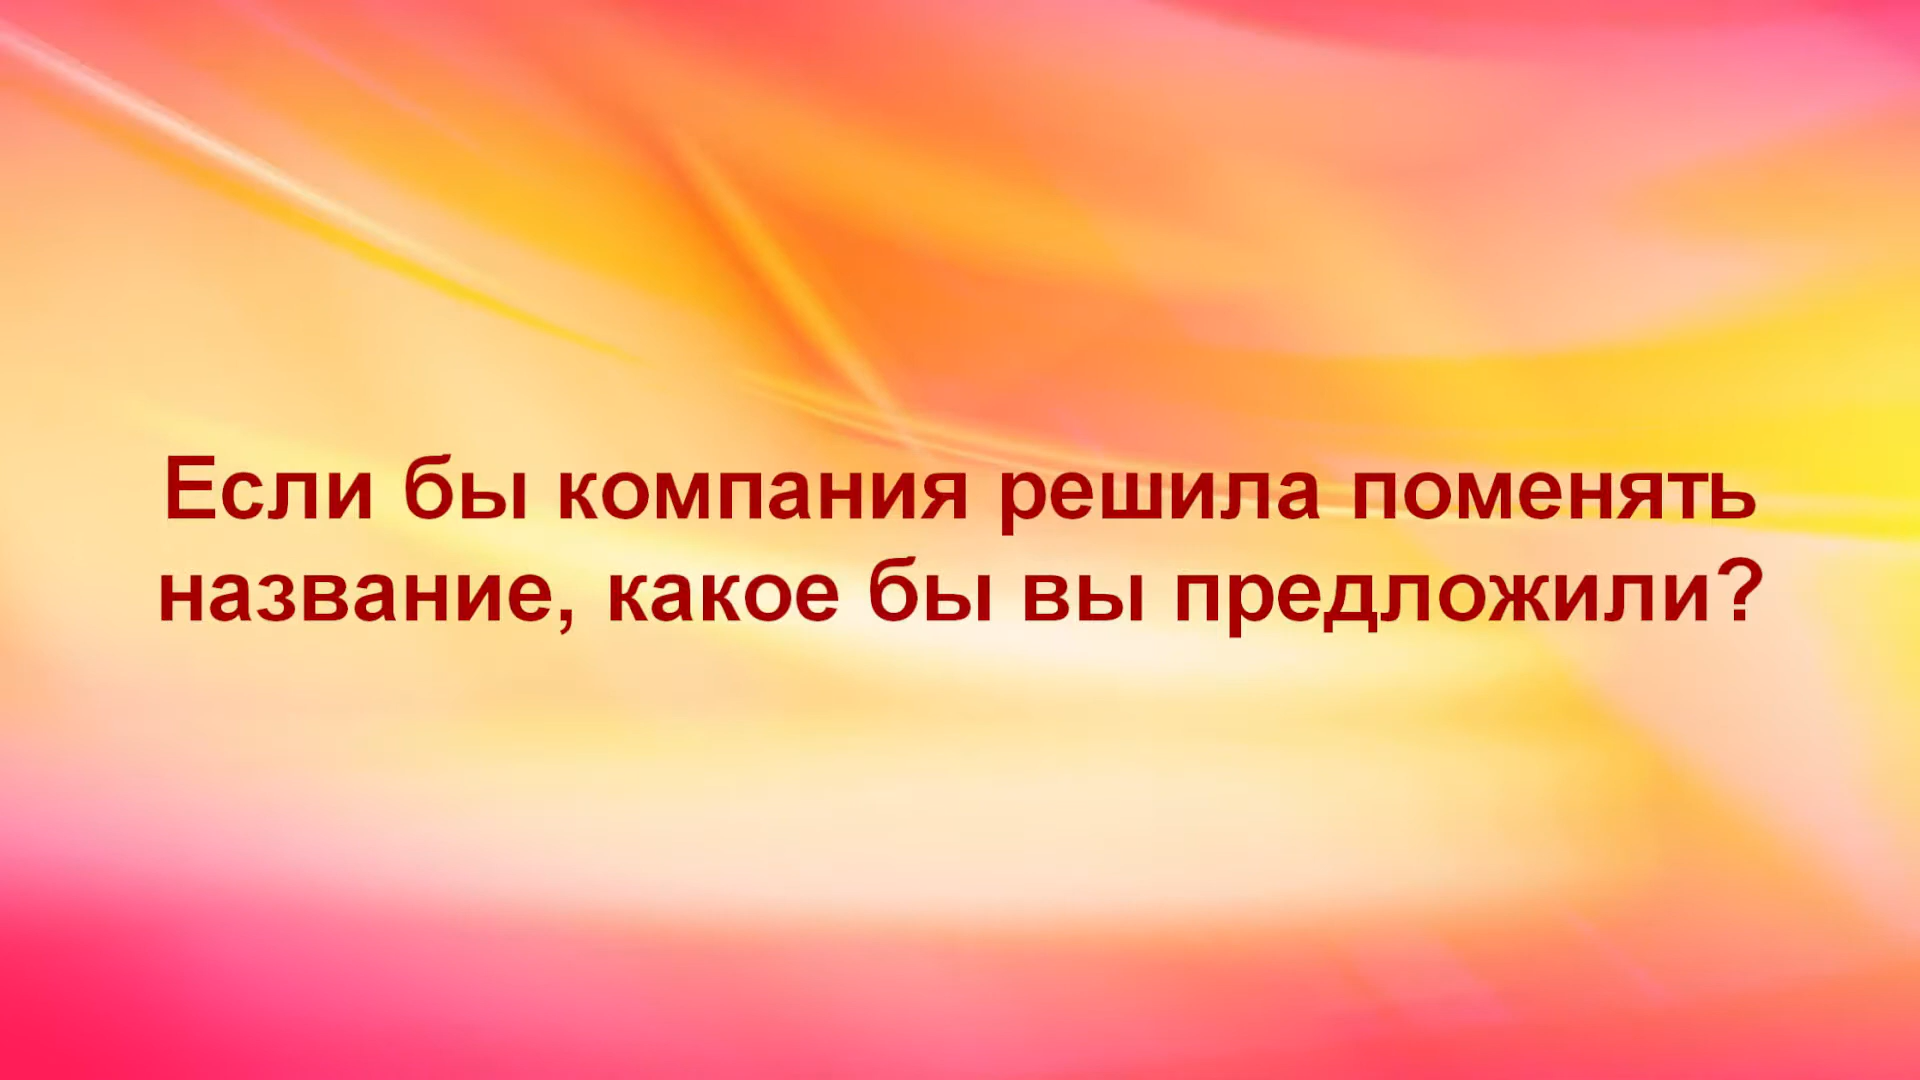 Если бы компания решила поменять
название, какое бы вы предложили?